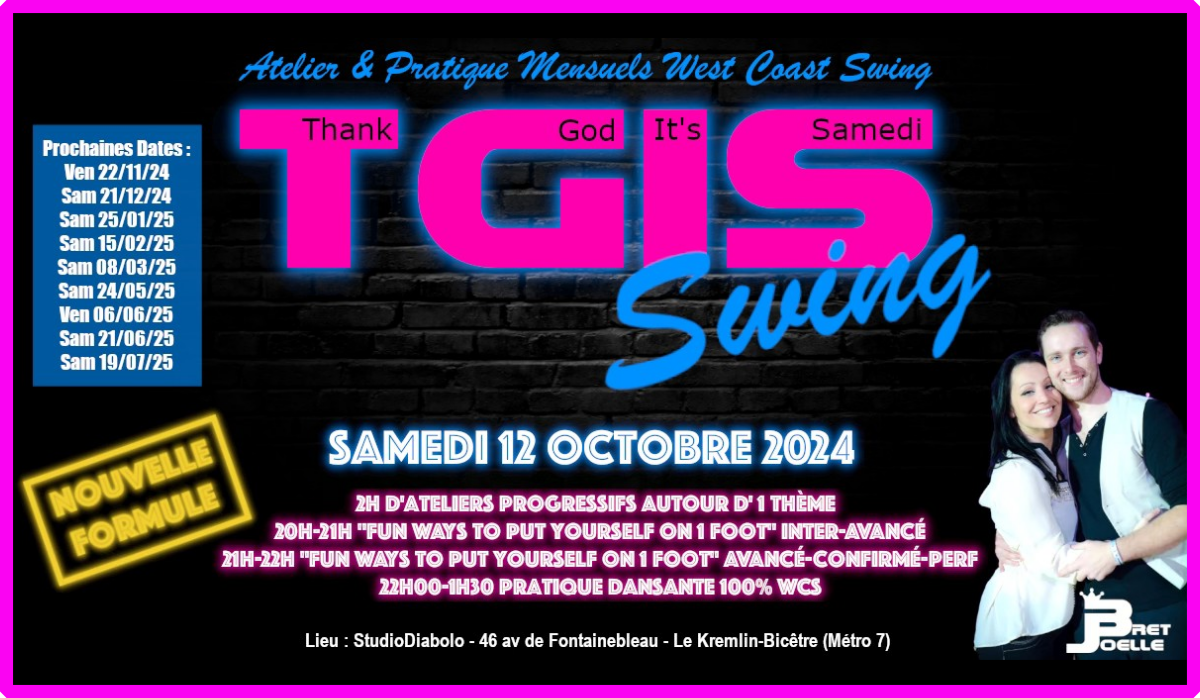 Atelier & Pratique Mensuels West Coast Swing
TGIS
Thank God It's Samedi
Swing
Prochaines Dates :
Ven 22/11/24
Sam 21/12/24
Sam 25/01/25
Sam 15/02/25
Sam 08/03/25
Sam 24/05/25
Ven 06/06/25
Sam 21/06/25
Sam 19/07/25
NOUVELLE
FORMULE
SAMEDI 12 OCTOBRE 2024
2H D'ATELIERS PROGRESSIFS AUTOUR D' 1 THÈME
20H-21H "FUN WAYS TO PUT YOURSELF ON 1 FOOT" INTER-AVANCÉ
21H-22H "FUN WAYS TO PUT YOURSELF ON 1 FOOT" AVANCÉ-CONFIRMÉ-PERF
22H00-1H30 PRATIQUE DANSANTE 100% WCS
Lieu : StudioDiabolo - 46 av de Fontainebleau - Le Kremlin-Bicêtre (Métro 7)
BRET
JOELLE